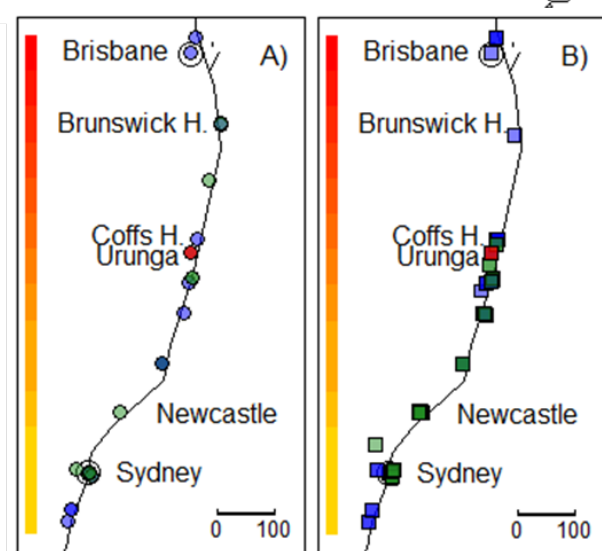 Brisbane A)
Brunswick H.
Coffs H.
Urunga
Newcastle
Sydney
0 100
Brisbane B)
Brunswick H.
Coffs H.
Urunga
Newcastle
Sydney
0 100